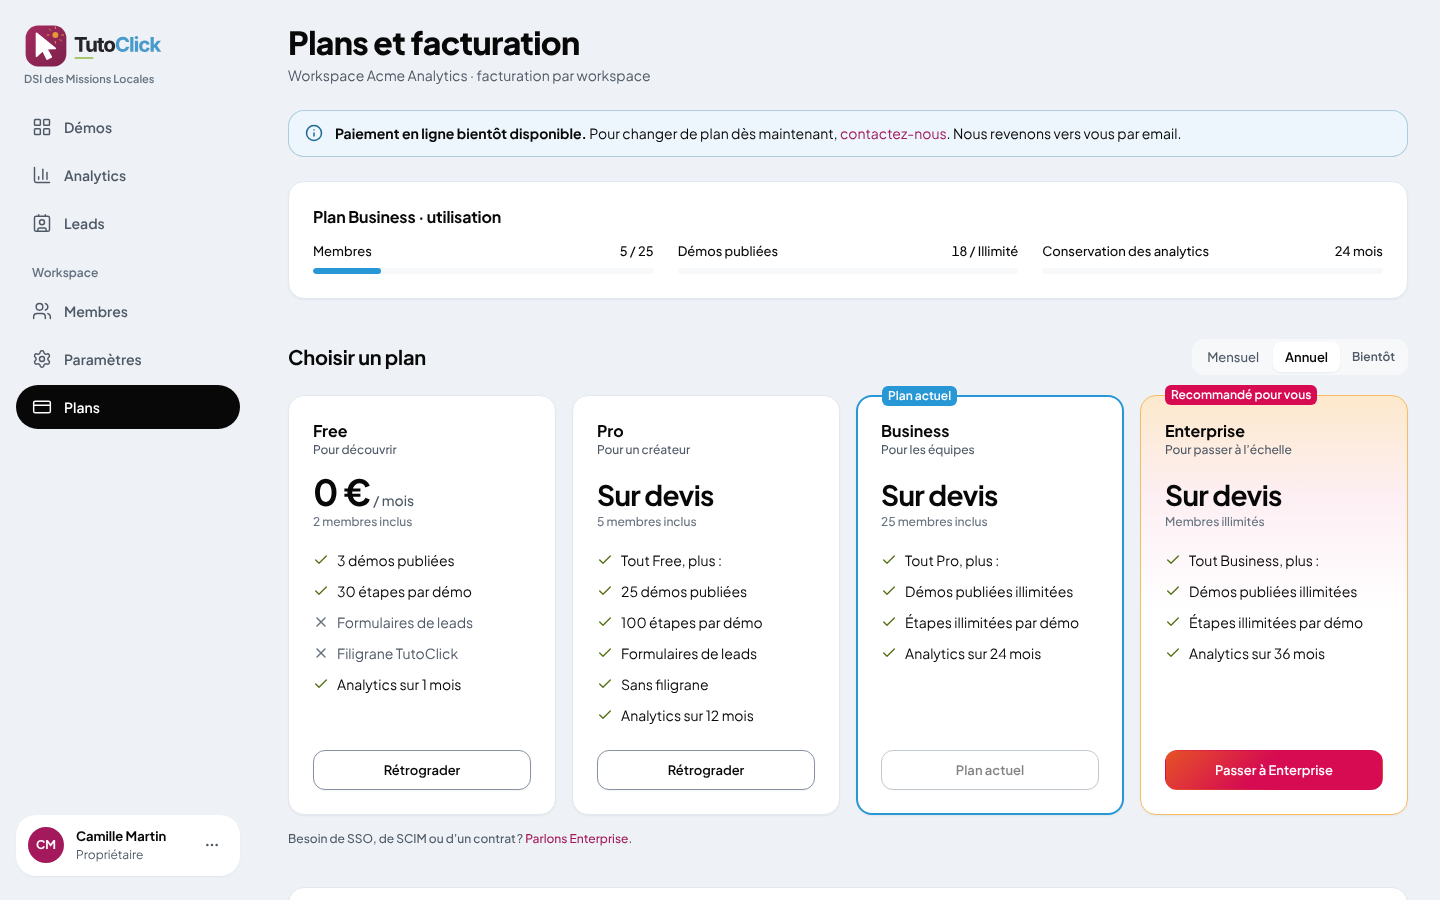 TutoClick
DSI des Missions Locales
Démos
Analytics
Leads
Workspace
Membres
Paramètres
Plans
CM
Camille Martin
Propriétaire
Plans et facturation
Workspace Acme Analytics · facturation par workspace
Paiement en ligne bientôt disponible. Pour changer de plan dès maintenant, contactez-nous. Nous revenons vers vous par email.
Plan Business · utilisation
Membres 5 / 25
Démos publiées 18 / Illimité
Conservation des analytics 24 mois
Choisir un plan
Mensuel Annuel Bientôt
Free
Pour découvrir
0 € / mois
2 membres inclus
3 démos publiées
30 étapes par démo
Formulaires de leads
Filigrane TutoClick
Analytics sur 1 mois
Rétrograder
Pro
Pour un créateur
Sur devis
5 membres inclus
Tout Free, plus :
25 démos publiées
100 étapes par démo
Formulaires de leads
Sans filigrane
Analytics sur 12 mois
Rétrograder
Plan actuel
Business
Pour les équipes
Sur devis
25 membres inclus
Tout Pro, plus :
Démos publiées illimitées
Étapes illimitées par démo
Analytics sur 24 mois
Plan actuel
Recommandé pour vous
Enterprise
Pour passer à l'échelle
Sur devis
Membres illimités
Tout Business, plus :
Démos publiées illimitées
Étapes illimitées par démo
Analytics sur 36 mois
Passer à Enterprise
Besoin de SSO, de SCIM ou d'un contrat ? Parlons Enterprise.